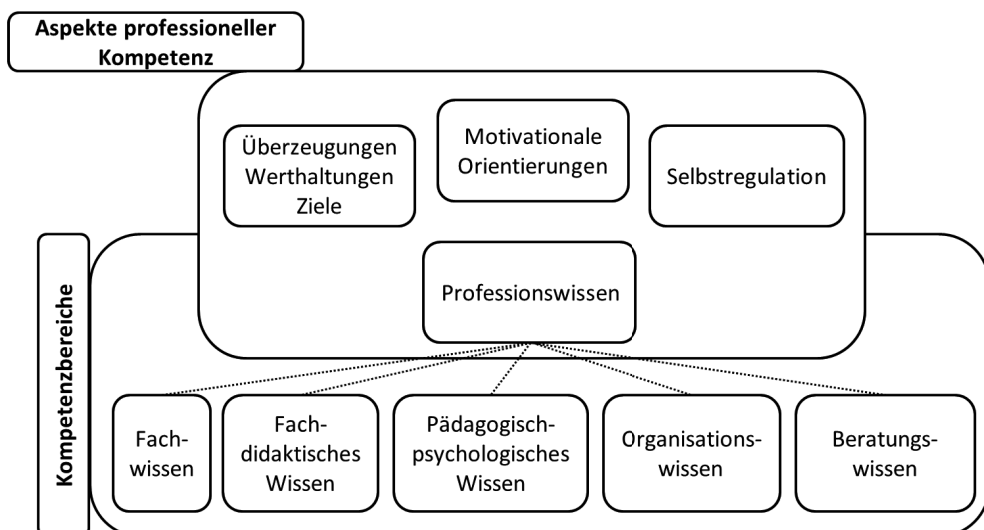 Aspekte professioneller
Kompetenz
Überzeugungen
Werthaltungen
Ziele
Motivationale
Orientierungen
Selbstregulation
Professionswissen
Kompetenzbereiche
Fach-
wissen
Fach-
didaktisches
Wissen
Pädagogisch-
psychologisches
Wissen
Organisations-
wissen
Beratungs-
wissen